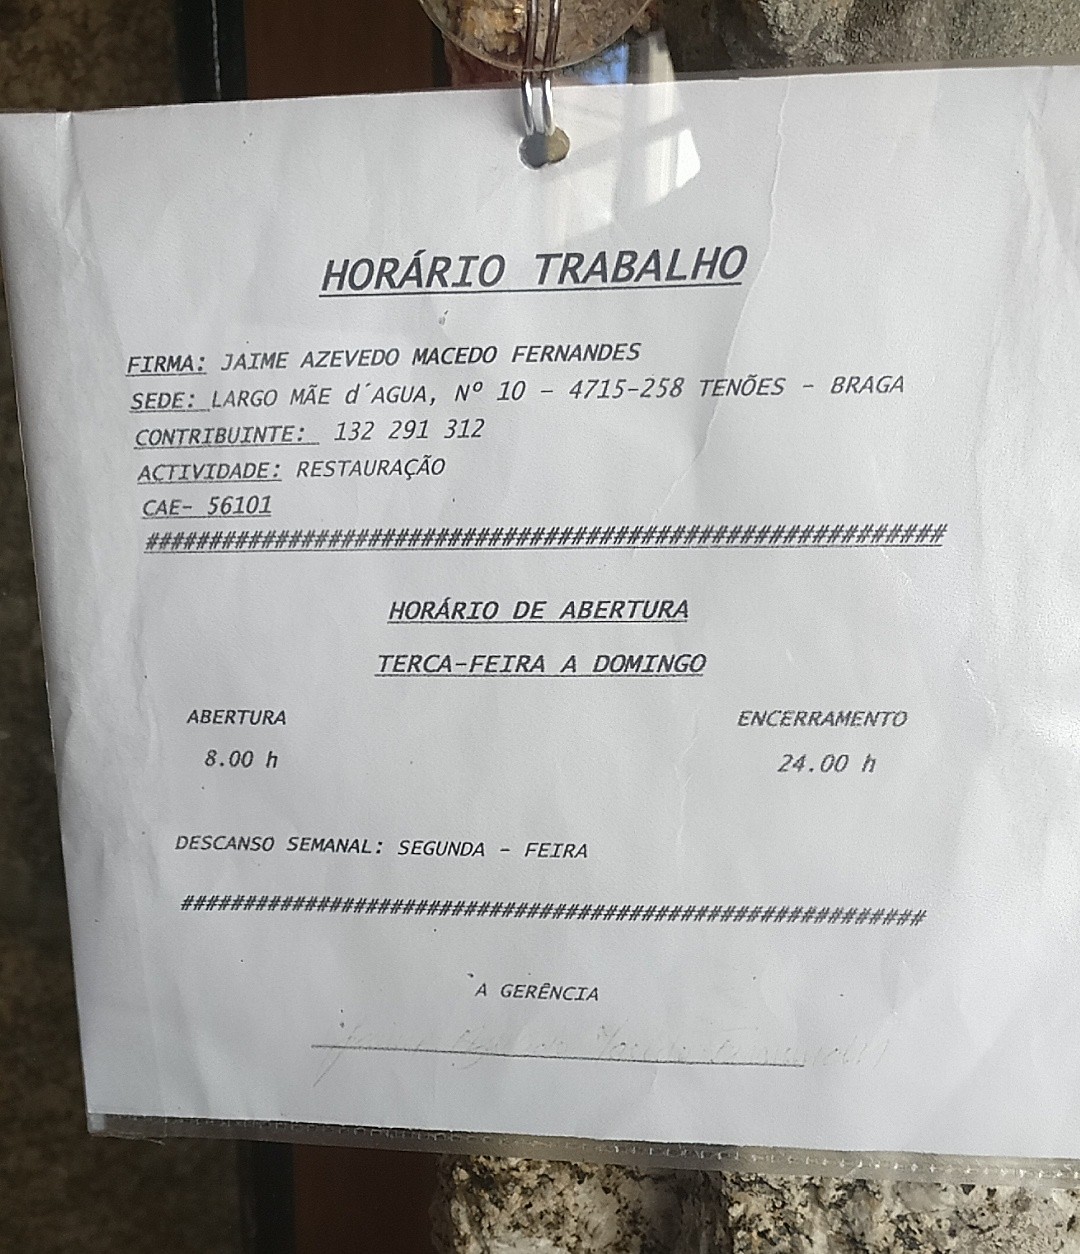 HORÁRIO TRABALHO
FIRMA: JAIME AZEVEDO MACEDO FERNANDES
SEDE: LARGO MÃE d´AGUA, Nº 10 - 4715-258 TENÕES - BRAGA
CONTRIBUINTE: 132 291 312
ACTIVIDADE: RESTAURAÇÃO
CAE- 56101
################################################################
HORÁRIO DE ABERTURA
TERCA-FEIRA A DOMINGO
ABERTURA ENCERRAMENTO
8.00 h 24.00 h
DESCANSO SEMANAL: SEGUNDA - FEIRA
############################################################
A GERÊNCIA